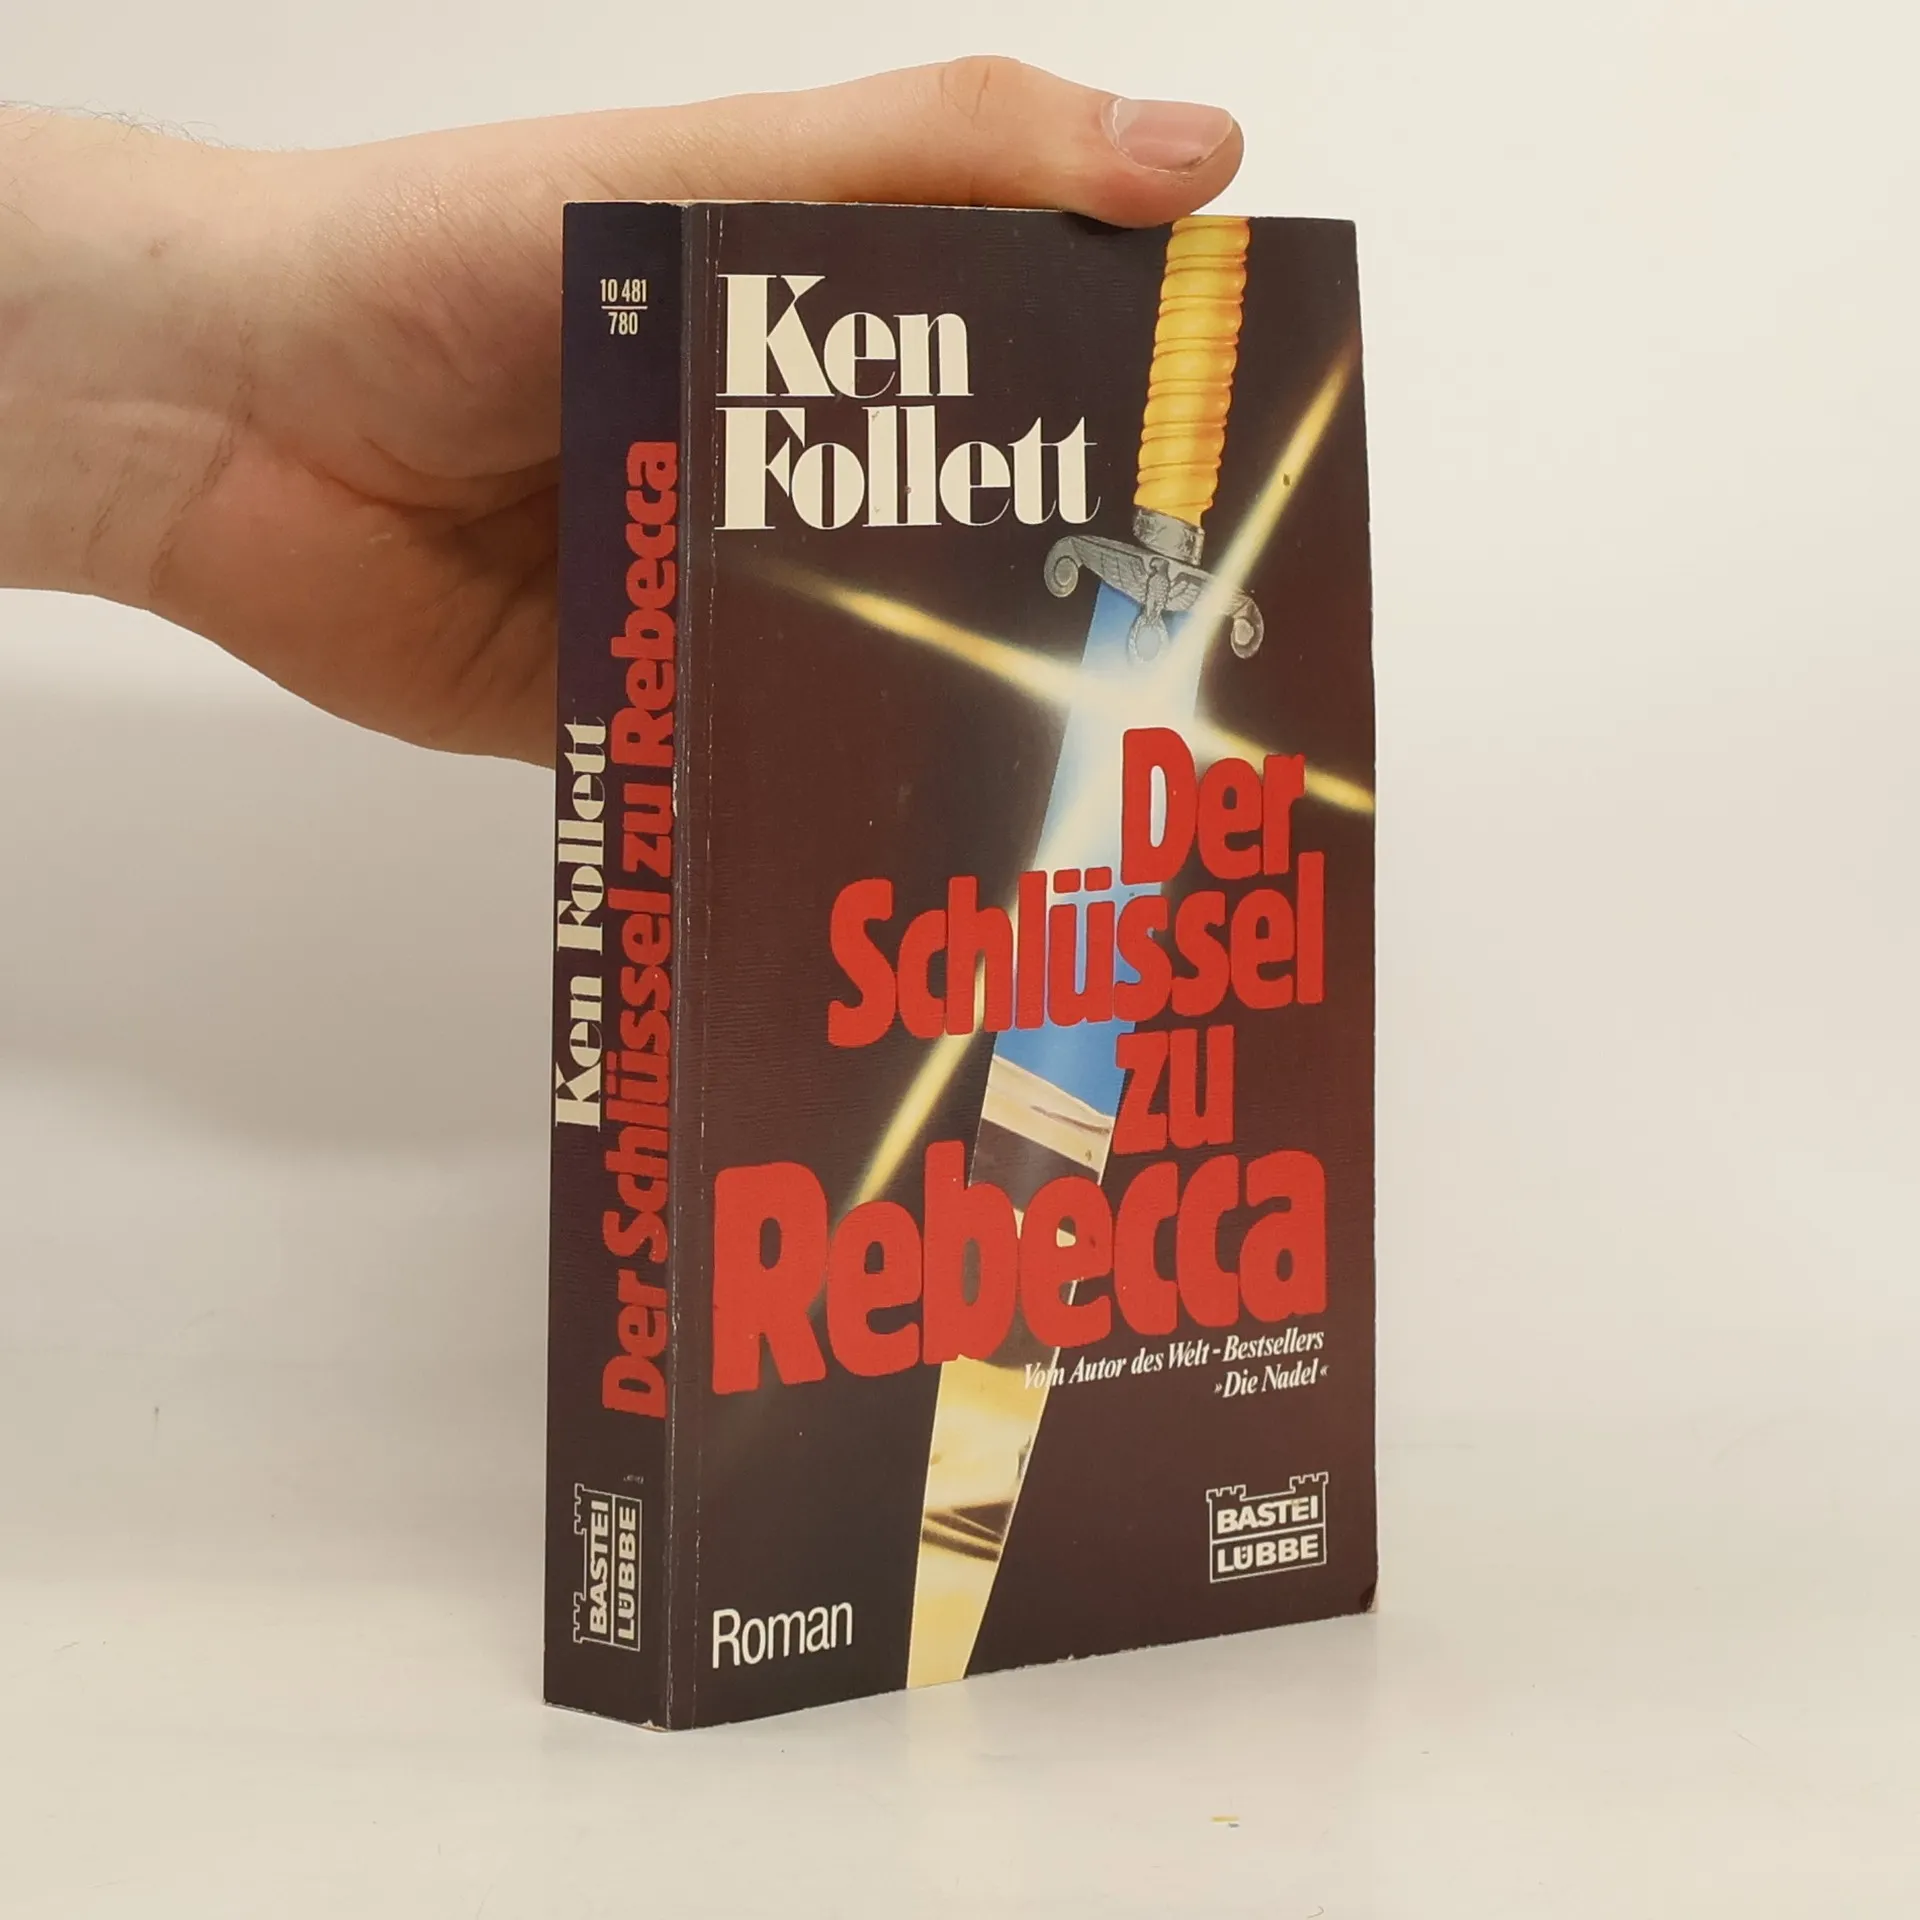 10 481
780
Ken Follett
Der Schlüssel zu Rebecca
BASTEI
LÜBBE
Ken
Follett
Der
Schlüssel
zu
Rebecca
Vom Autor des Welt-Bestsellers
»Die Nadel«
BASTEI
LÜBBE
Roman